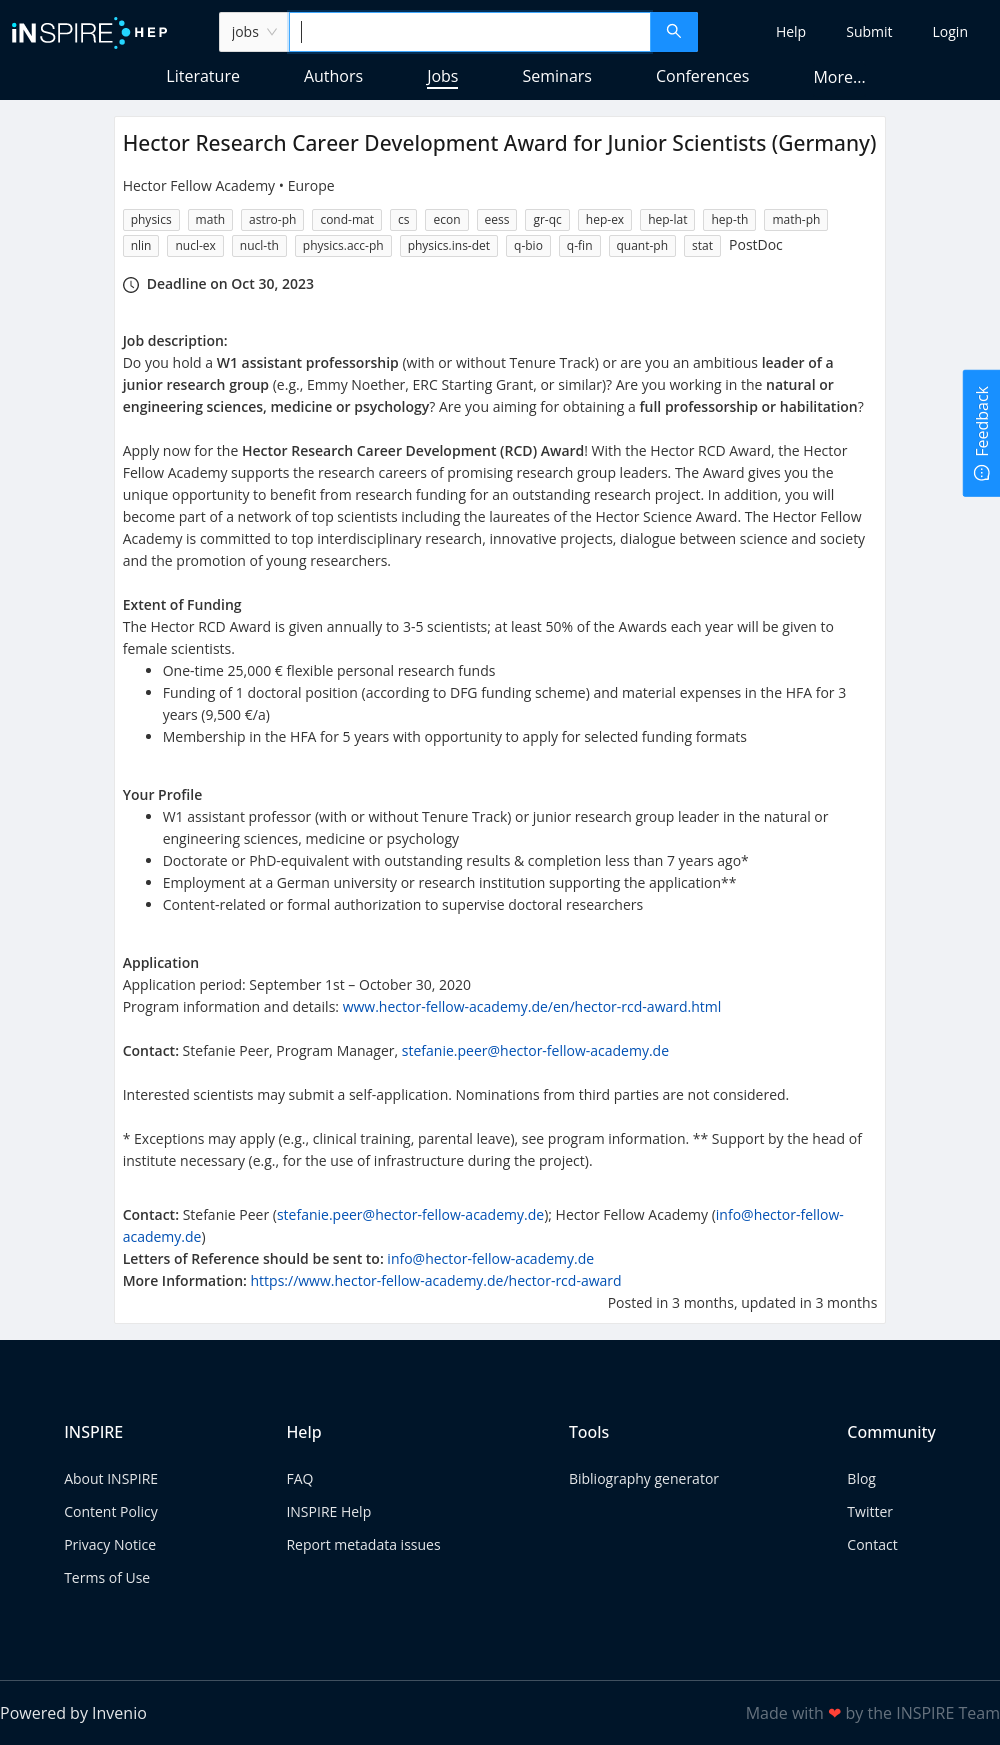 iNSPIRE HEP
jobs
Help Submit Login
Literature Authors Jobs Seminars Conferences More...
Hector Research Career Development Award for Junior Scientists (Germany)
Hector Fellow Academy • Europe
physics math astro-ph cond-mat cs econ eess gr-qc hep-ex hep-lat hep-th math-ph
nlin nucl-ex nucl-th physics.acc-ph physics.ins-det q-bio q-fin quant-ph stat PostDoc
Deadline on Oct 30, 2023
Job description:
Do you hold a W1 assistant professorship (with or without Tenure Track) or are you an ambitious leader of a
junior research group (e.g., Emmy Noether, ERC Starting Grant, or similar)? Are you working in the natural or
engineering sciences, medicine or psychology? Are you aiming for obtaining a full professorship or habilitation?
Feedback
Apply now for the Hector Research Career Development (RCD) Award! With the Hector RCD Award, the Hector
Fellow Academy supports the research careers of promising research group leaders. The Award gives you the
unique opportunity to benefit from research funding for an outstanding research project. In addition, you will
become part of a network of top scientists including the laureates of the Hector Science Award. The Hector Fellow
Academy is committed to top interdisciplinary research, innovative projects, dialogue between science and society
and the promotion of young researchers.
Extent of Funding
The Hector RCD Award is given annually to 3-5 scientists; at least 50% of the Awards each year will be given to
female scientists.
• One-time 25,000 € flexible personal research funds
• Funding of 1 doctoral position (according to DFG funding scheme) and material expenses in the HFA for 3
years (9,500 €/a)
• Membership in the HFA for 5 years with opportunity to apply for selected funding formats
Your Profile
• W1 assistant professor (with or without Tenure Track) or junior research group leader in the natural or
engineering sciences, medicine or psychology
• Doctorate or PhD-equivalent with outstanding results & completion less than 7 years ago*
• Employment at a German university or research institution supporting the application**
• Content-related or formal authorization to supervise doctoral researchers
Application
Application period: September 1st – October 30, 2020
Program information and details: www.hector-fellow-academy.de/en/hector-rcd-award.html
Contact: Stefanie Peer, Program Manager, stefanie.peer@hector-fellow-academy.de
Interested scientists may submit a self-application. Nominations from third parties are not considered.
* Exceptions may apply (e.g., clinical training, parental leave), see program information. ** Support by the head of
institute necessary (e.g., for the use of infrastructure during the project).
Contact: Stefanie Peer (stefanie.peer@hector-fellow-academy.de); Hector Fellow Academy (info@hector-fellow-
academy.de)
Letters of Reference should be sent to: info@hector-fellow-academy.de
More Information: https://www.hector-fellow-academy.de/hector-rcd-award
Posted in 3 months, updated in 3 months
INSPIRE Help Tools Community
About INSPIRE FAQ Bibliography generator Blog
Content Policy INSPIRE Help Twitter
Privacy Notice Report metadata issues Contact
Terms of Use
Powered by Invenio
Made with ❤ by the INSPIRE Team